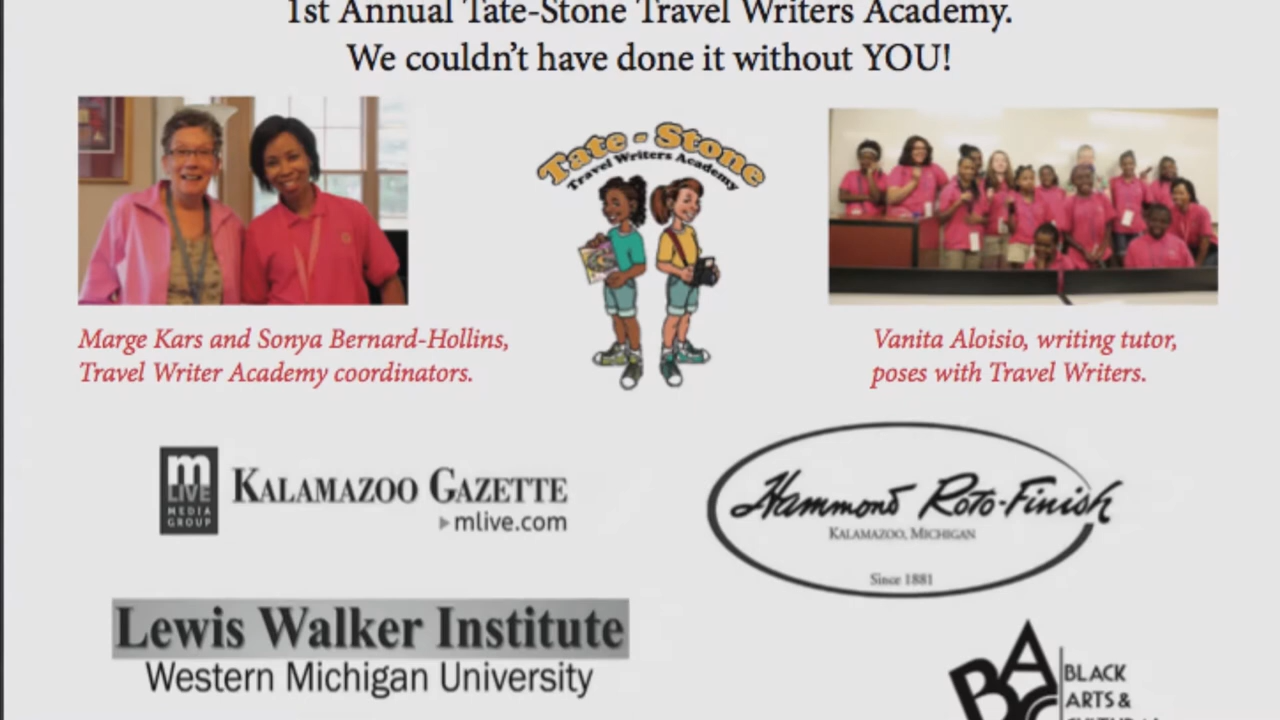 1st Annual Tate-Stone Travel Writers Academy.
We couldn't have done it without YOU!
Tate - Stone
Travel Writers Academy
Marge Kars and Sonya Bernard-Hollins,
Travel Writer Academy coordinators.
Vanita Aloisio, writing tutor,
poses with Travel Writers.
m
LIVE
MEDIA
GROUP
KALAMAZOO GAZETTE
mlive.com
Hammond Roto-Finish
KALAMAZOO, MICHIGAN
Since 1881
Lewis Walker Institute
Western Michigan University
BAC
BLACK
ARTS &